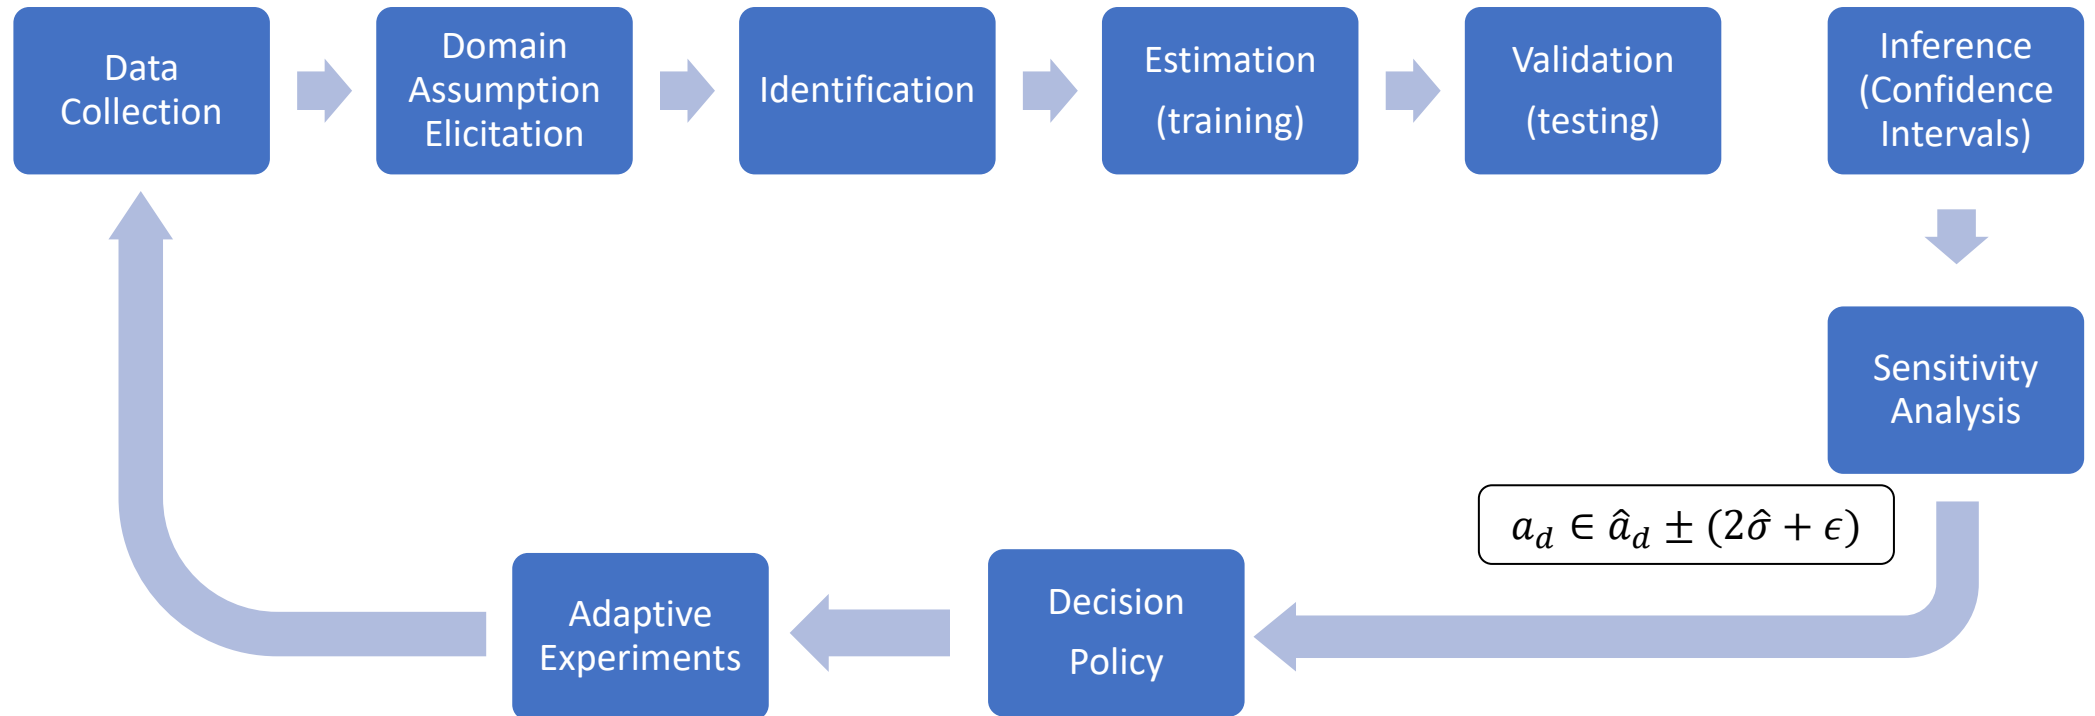 Data
Collection
Domain
Assumption
Elicitation
Identification
Estimation
(training)
Validation
(testing)
Inference
(Confidence
Intervals)
Sensitivity
Analysis
𝑎_𝑑 ∈ 𝑎̂_𝑑 ± (2𝜎̂ + 𝜖)
Decision
Policy
Adaptive
Experiments